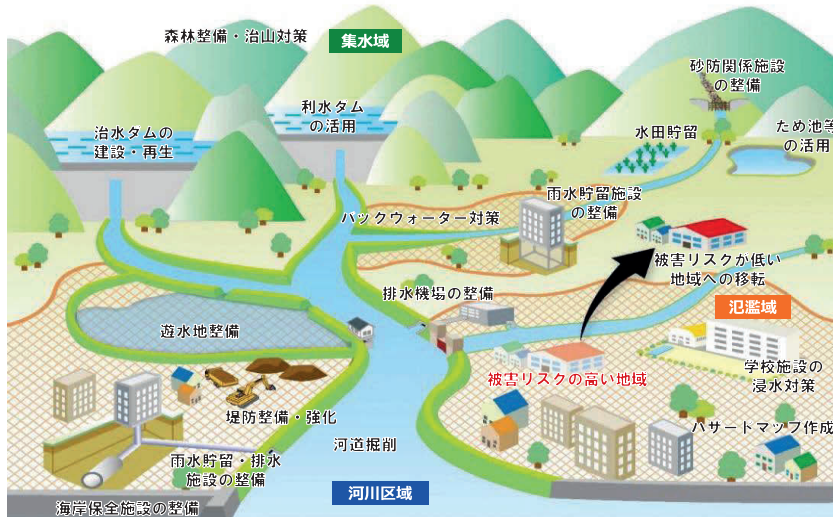 森林整備・治山対策
集水域
砂防関係施設
の整備
利水ダム
の活用
治水ダムの
建設・再生
水田貯留
ため池等
の活用
雨水貯留施設
の整備
バックウォーター対策
被害リスクが低い
地域への移転
排水機場の整備
氾濫域
遊水地整備
学校施設の
浸水対策
被害リスクの高い地域
堤防整備・強化
ハザードマップ作成
河道掘削
雨水貯留・排水
施設の整備
河川区域
海岸保全施設の整備